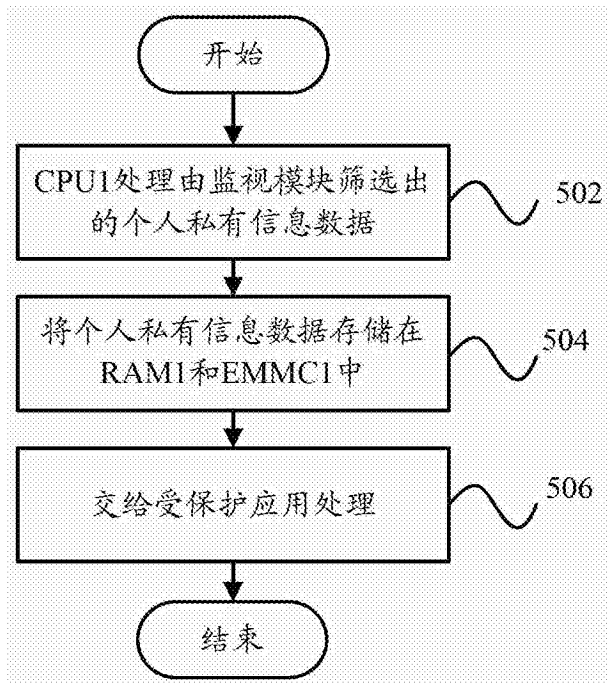 开始
CPU1处理由监视模块筛选出
的个人私有信息数据
502
将个人私有信息数据存储在
RAM1和EMMC1中
504
交给受保护应用处理
506
结束